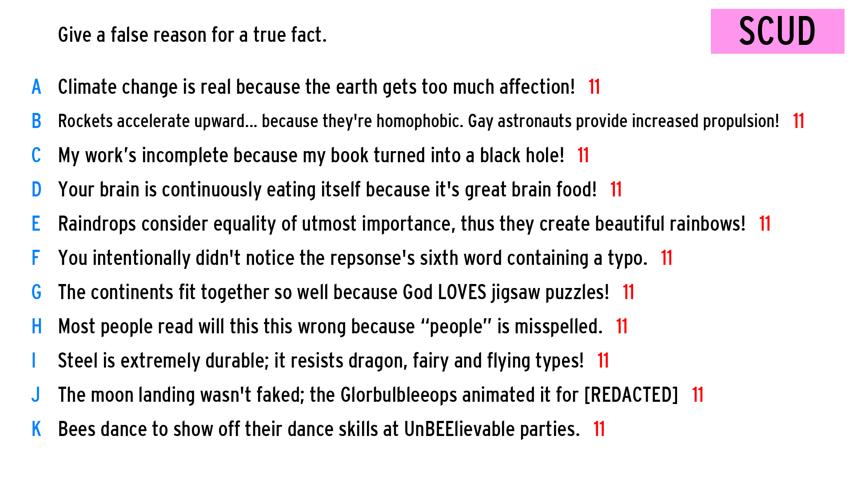 Give a false reason for a true fact.
SCUD
A Climate change is real because the earth gets too much affection! 11
B Rockets accelerate upward... because they're homophobic. Gay astronauts provide increased propulsion! 11
C My work’s incomplete because my book turned into a black hole! 11
D Your brain is continuously eating itself because it's great brain food! 11
E Raindrops consider equality of utmost importance, thus they create beautiful rainbows! 11
F You intentionally didn't notice the repsonse's sixth word containing a typo. 11
G The continents fit together so well because God LOVES jigsaw puzzles! 11
H Most people read will this this wrong because “people” is misspelled. 11
I Steel is extremely durable; it resists dragon, fairy and flying types! 11
J The moon landing wasn't faked; the Glorbulbleeops animated it for [REDACTED] 11
K Bees dance to show off their dance skills at UnBEElievable parties. 11